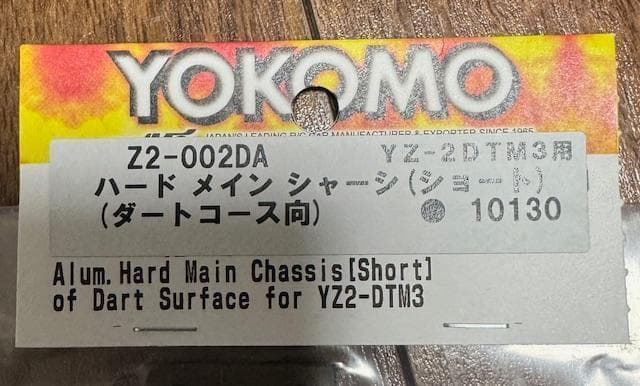 YOKOMO
JAPAN'S LEADING R/C CAR MANUFACTURER & EXPORTER SINCE 1965
Z2-002DA YZ-2DTM3用
ハード メイン シャーシ(ショート)
(ダートコース向) ● 10130
Alum.Hard Main Chassis[Short]
of Dart Surface for YZ2-DTM3